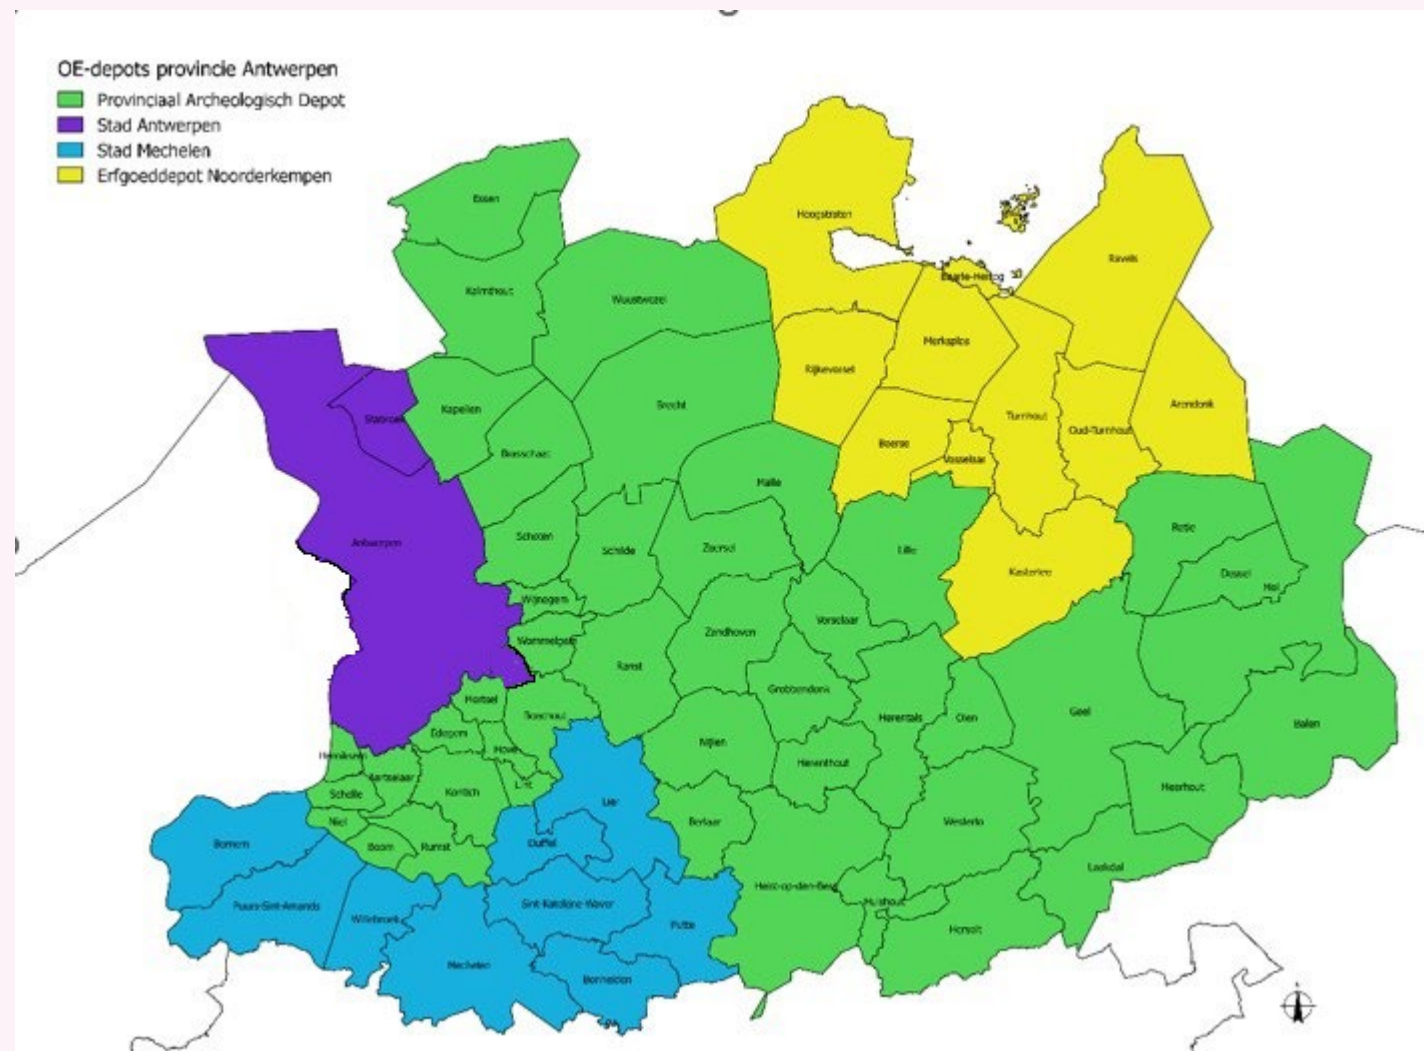 OE-depots provincie Antwerpen
Provinciaal Archeologisch Depot
Stad Antwerpen
Stad Mechelen
Erfgoeddepot Noorderkempen
Essen
Hoogstraten
Ravels
Baarle-Hertog
Kalmthout
Wuustwezel
Merksplas
Rijkevorsel
Arendonk
Brecht
Kapellen
Stabroek
Turnhout
Oud-Turnhout
Beerse
Vosselaar
Brasschaat
Malle
Retie
Schoten
Schilde
Zoersel
Lille
Antwerpen
Kasterlee
Dessel
Mol
Wijnegem
Vorselaar
Wommelgem
Zandhoven
Ranst
Grobbendonk
Mortsel
Boechout
Herentals
Olen
Geel
Balen
Edegem
Hove
Nijlen
Herenthout
Hemiksem
Aartselaar
Lint
Meerhout
Schelle
Kontich
Lier
Niel
Berlaar
Westerlo
Bornem
Boom
Rumst
Duffel
Laakdal
Heist-op-den-Berg
Hulshout
Puurs-Sint-Amands
Willebroek
Sint-Katelijne-Waver
Putte
Herselt
Mechelen
Bonheiden